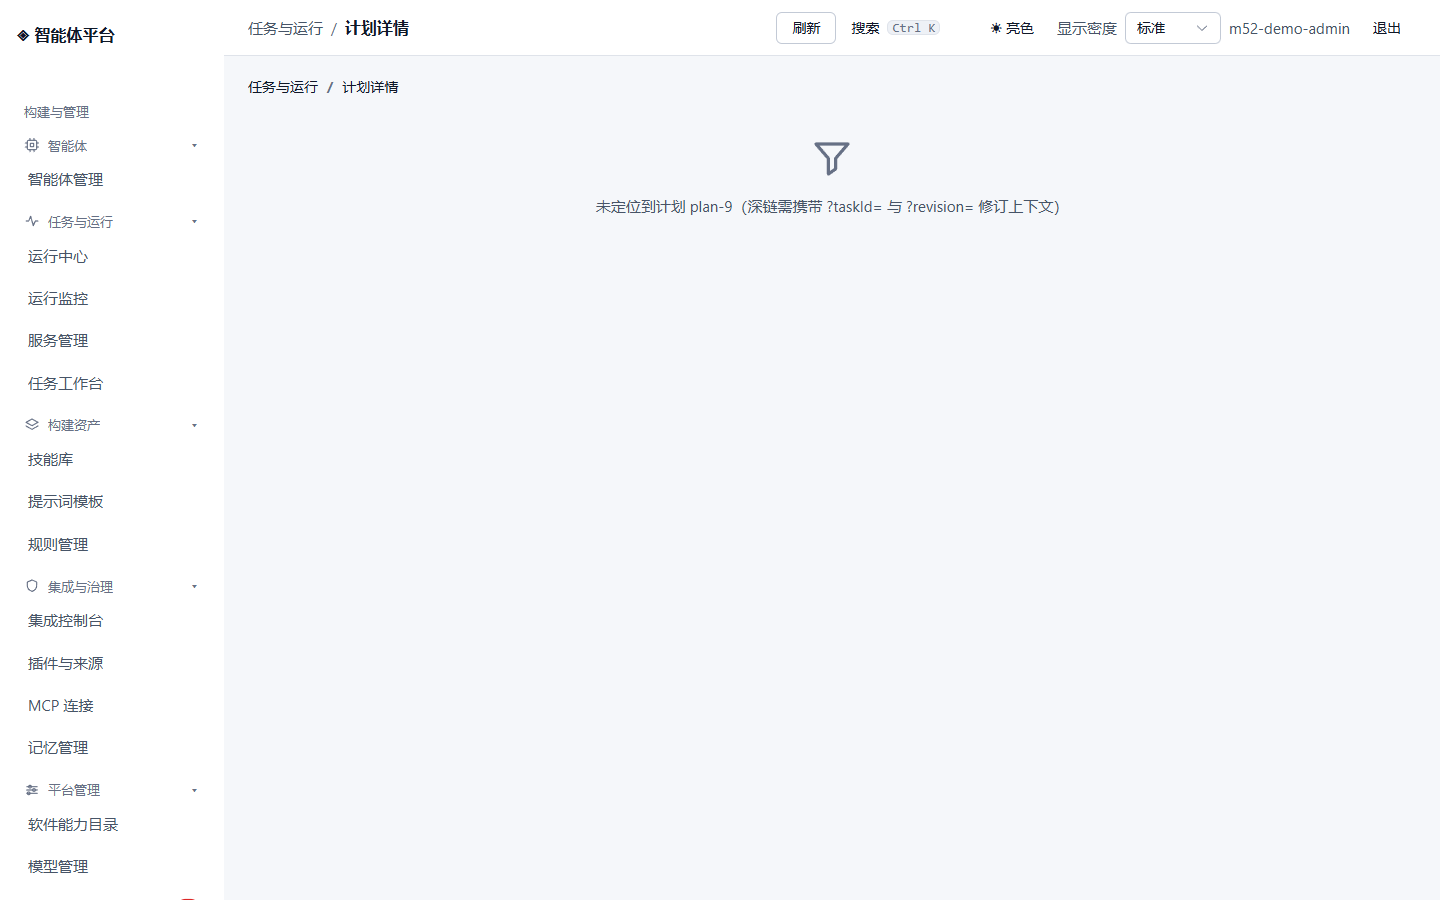 智能体平台
任务与运行 / 计划详情
刷新
搜索 Ctrl K
亮色
显示密度
标准
m52-demo-admin
退出
构建与管理
智能体
智能体管理
任务与运行
运行中心
运行监控
服务管理
任务工作台
构建资产
技能库
提示词模板
规则管理
集成与治理
集成控制台
插件与来源
MCP 连接
记忆管理
平台管理
软件能力目录
模型管理
任务与运行 / 计划详情
未定位到计划 plan-9（深链需携带 ?taskId= 与 ?revision= 修订上下文）